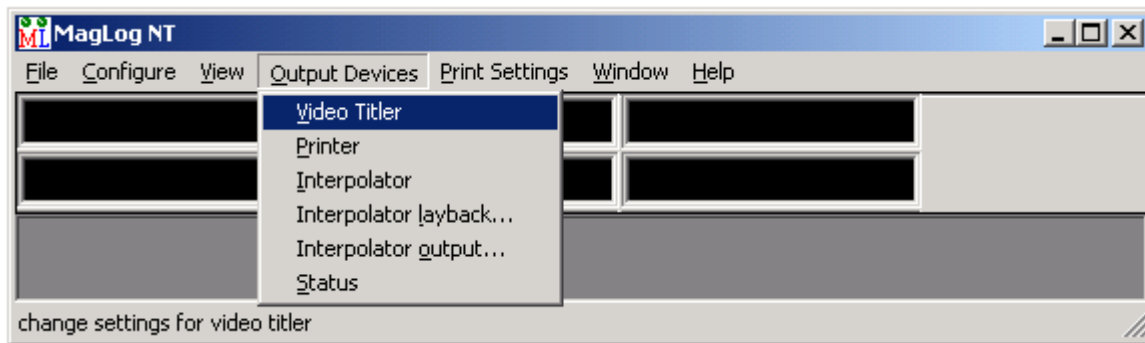 ML MagLog NT
File Configure View Output Devices Print Settings Window Help
Video Titler
Printer
Interpolator
Interpolator layback...
Interpolator output...
Status
change settings for video titler